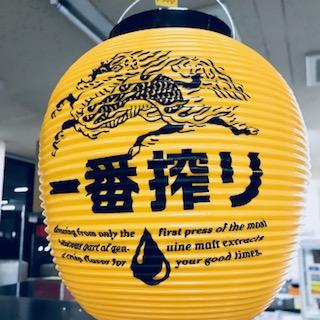 一番搾り
from only the first press of the most
part of gen- uine malt extracts
crisp flavor for your good times.